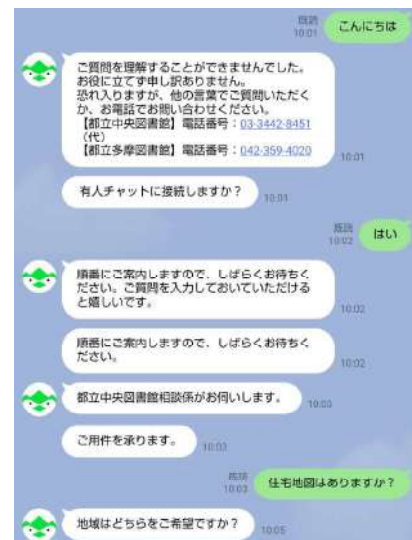 既読
10:01
こんにちは
ご質問を理解することができませんでした。
お役に立てず申し訳ありません。
恐れ入りますが、他の言葉でご質問いただく
か、お電話でお問い合わせください。
【都立中央図書館】電話番号：03-3442-8451
(代)
【都立多摩図書館】電話番号：042-359-4020
10:01
有人チャットに接続しますか？
10:01
既読
10:02
はい
順番にご案内しますので、しばらくお待ちく
ださい。ご質問を入力しておいていただける
と嬉しいです。
10:02
順番にご案内しますので、しばらくお待ちく
ださい。
10:02
都立中央図書館相談係がお伺いします。
10:03
ご用件を承ります。
10:03
既読
10:03
住宅地図はありますか？
地域はどちらをご希望ですか？
10:05